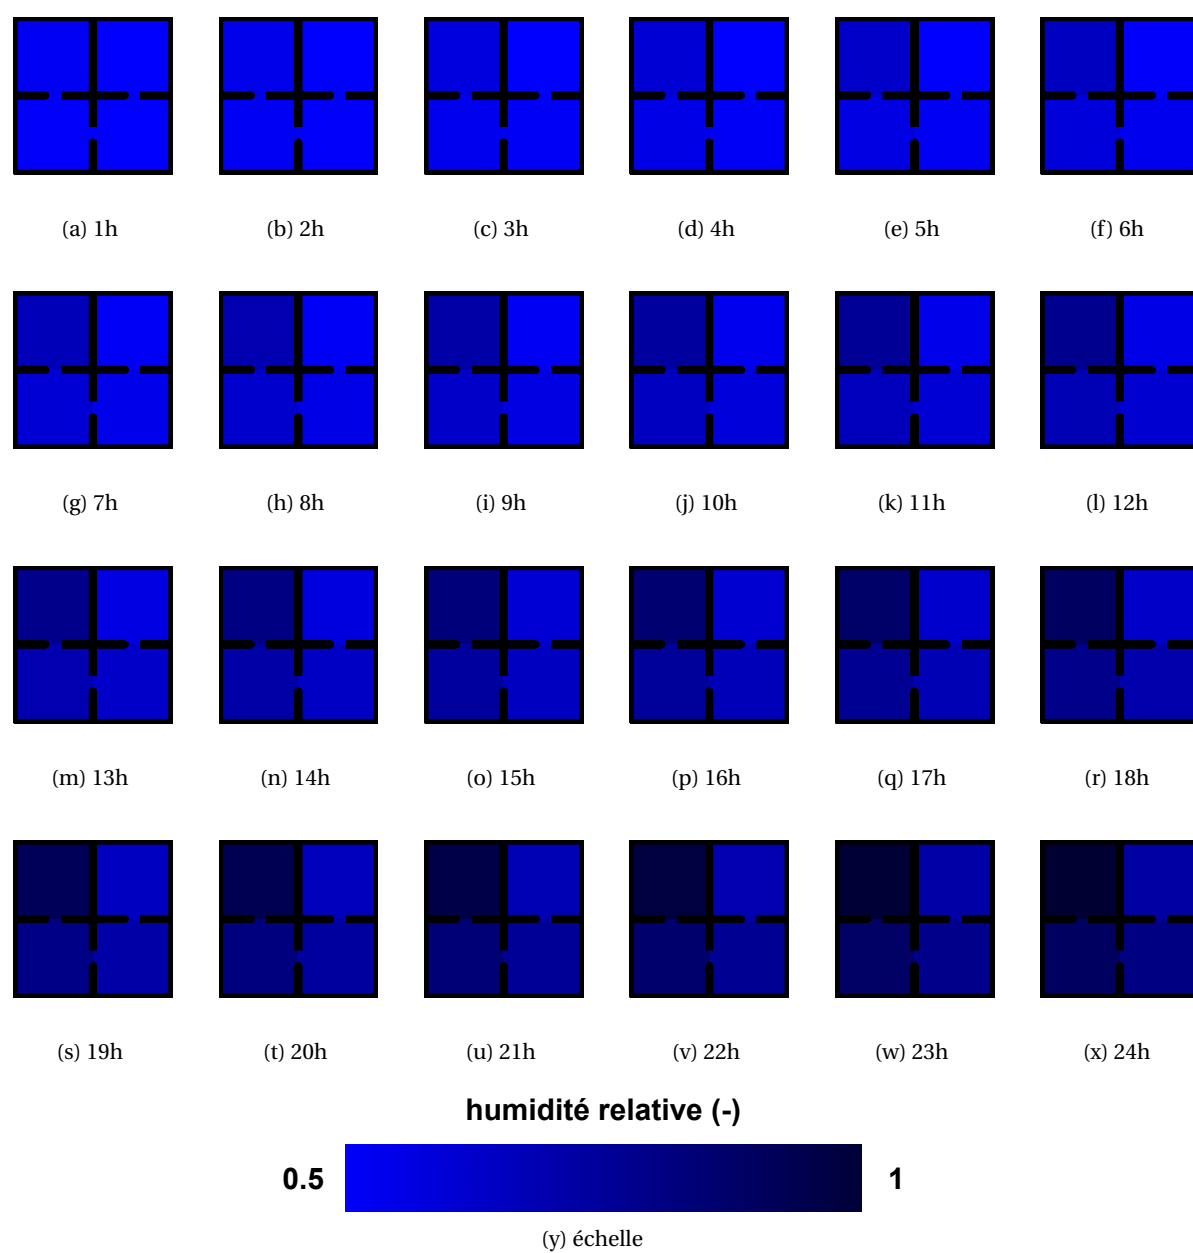 (a) 1h (b) 2h (c) 3h (d) 4h (e) 5h (f) 6h
(g) 7h (h) 8h (i) 9h (j) 10h (k) 11h (l) 12h
(m) 13h (n) 14h (o) 15h (p) 16h (q) 17h (r) 18h
(s) 19h (t) 20h (u) 21h (v) 22h (w) 23h (x) 24h
humidité relative (-)
0.5 1
(y) échelle